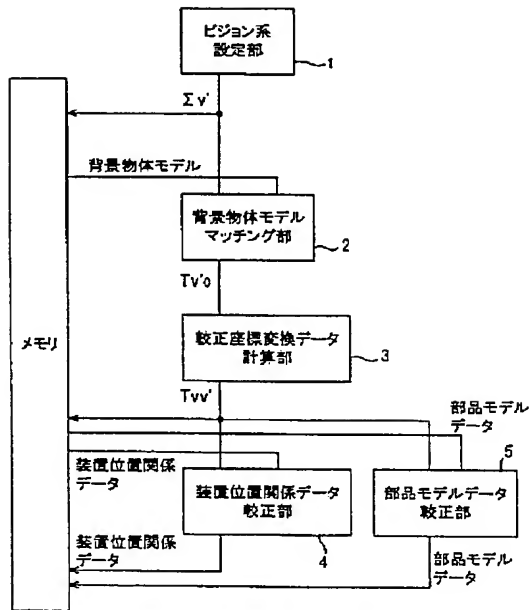 ビジョン系
設定部
1
Σv'
背景物体モデル
背景物体モデル
マッチング部
2
Tv'o
メモリ
較正座標変換データ
計算部
3
Tvv'
部品モデル
データ
5
装置位置関係
データ
装置位置関係データ
較正部
4
部品モデルデータ
較正部
装置位置関係
データ
部品モデル
データ